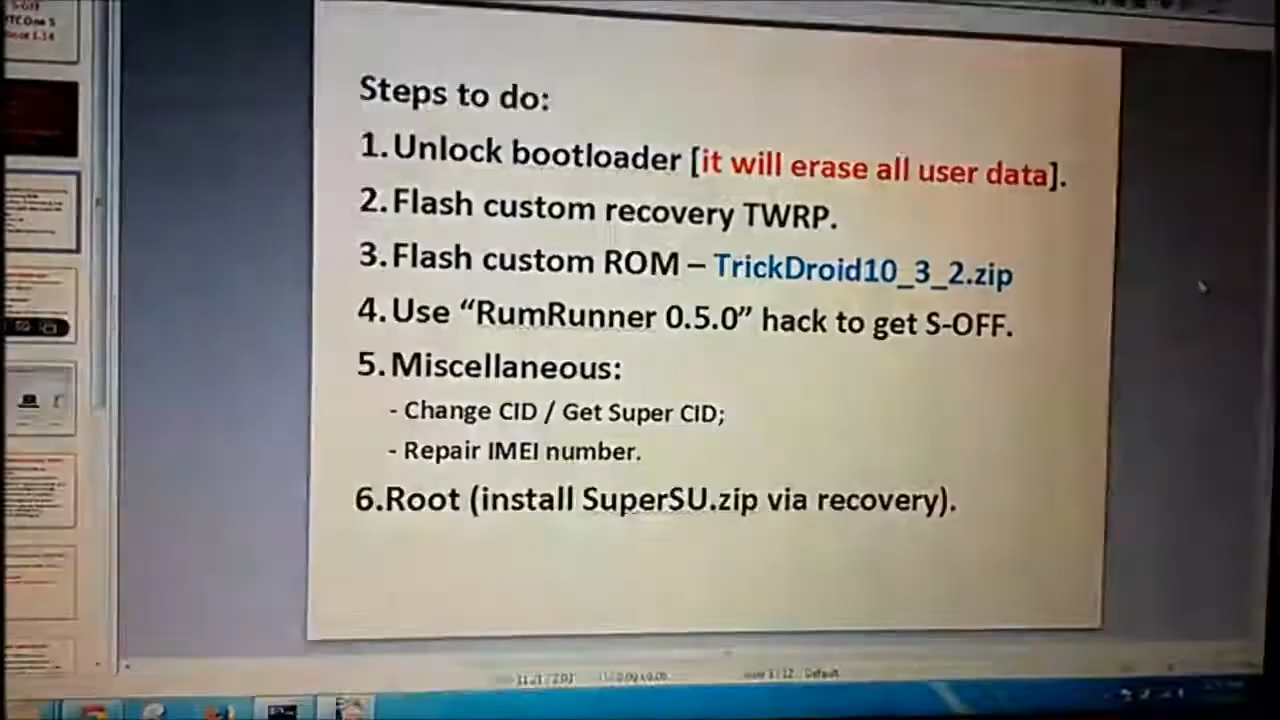 Steps to do:
1. Unlock bootloader [it will erase all user data].
2. Flash custom recovery TWRP.
3. Flash custom ROM – TrickDroid10_3_2.zip
4. Use “RumRunner 0.5.0” hack to get S-OFF.
5. Miscellaneous:
- Change CID / Get Super CID;
- Repair IMEI number.
6.Root (install SuperSU.zip via recovery).
Default